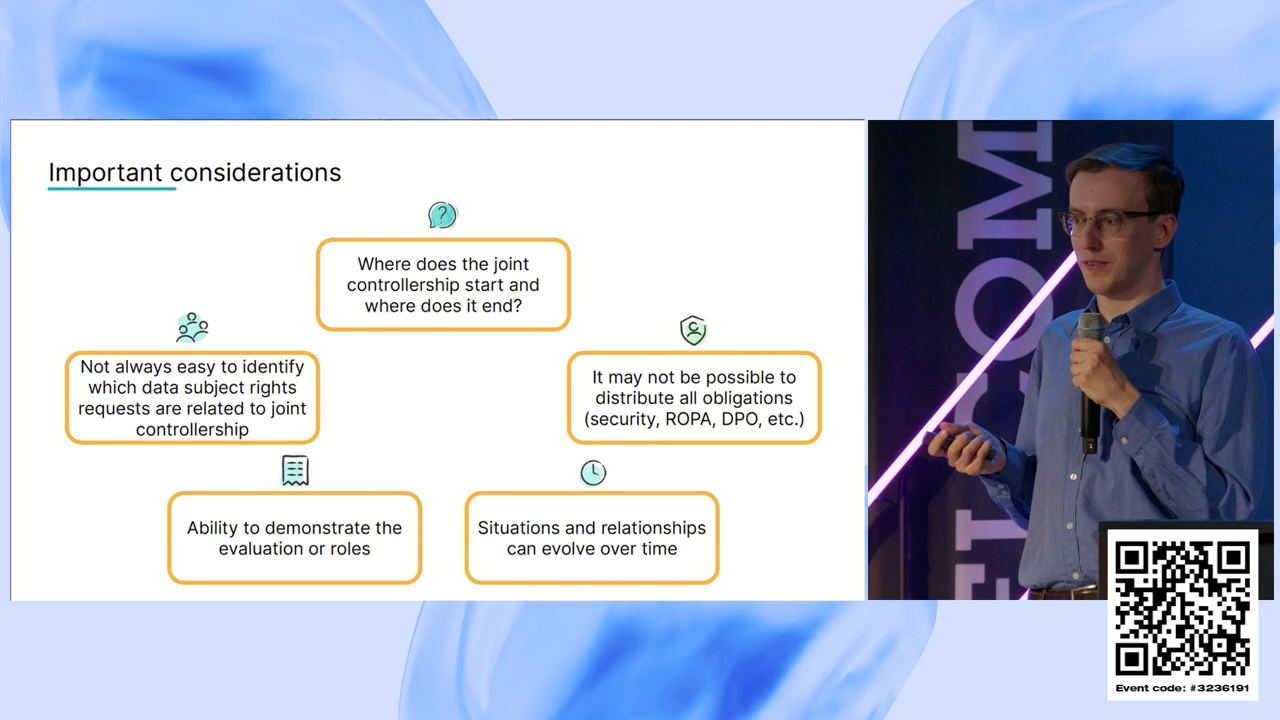 Important considerations
Where does the joint
controllership start and
where does it end?
Not always easy to identify
which data subject rights
requests are related to joint
controllership
It may not be possible to
distribute all obligations
(security, ROPA, DPO, etc.)
Ability to demonstrate the
evaluation or roles
Situations and relationships
can evolve over time
Event code: #3236191